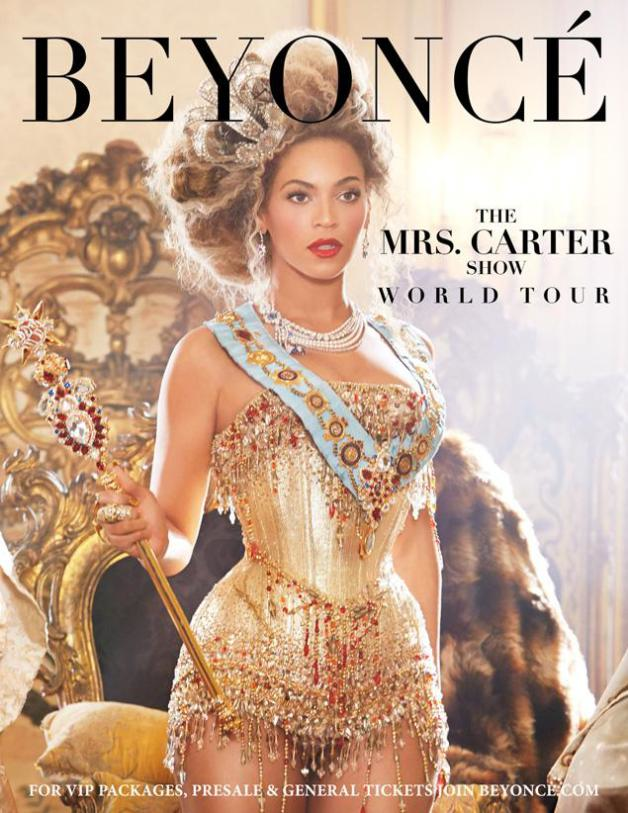 BEYONCÉ
THE
MRS. CARTER
SHOW
WORLD TOUR
FOR VIP PACKAGES, PRESALE & GENERAL TICKETS JOIN BEYONCE.COM